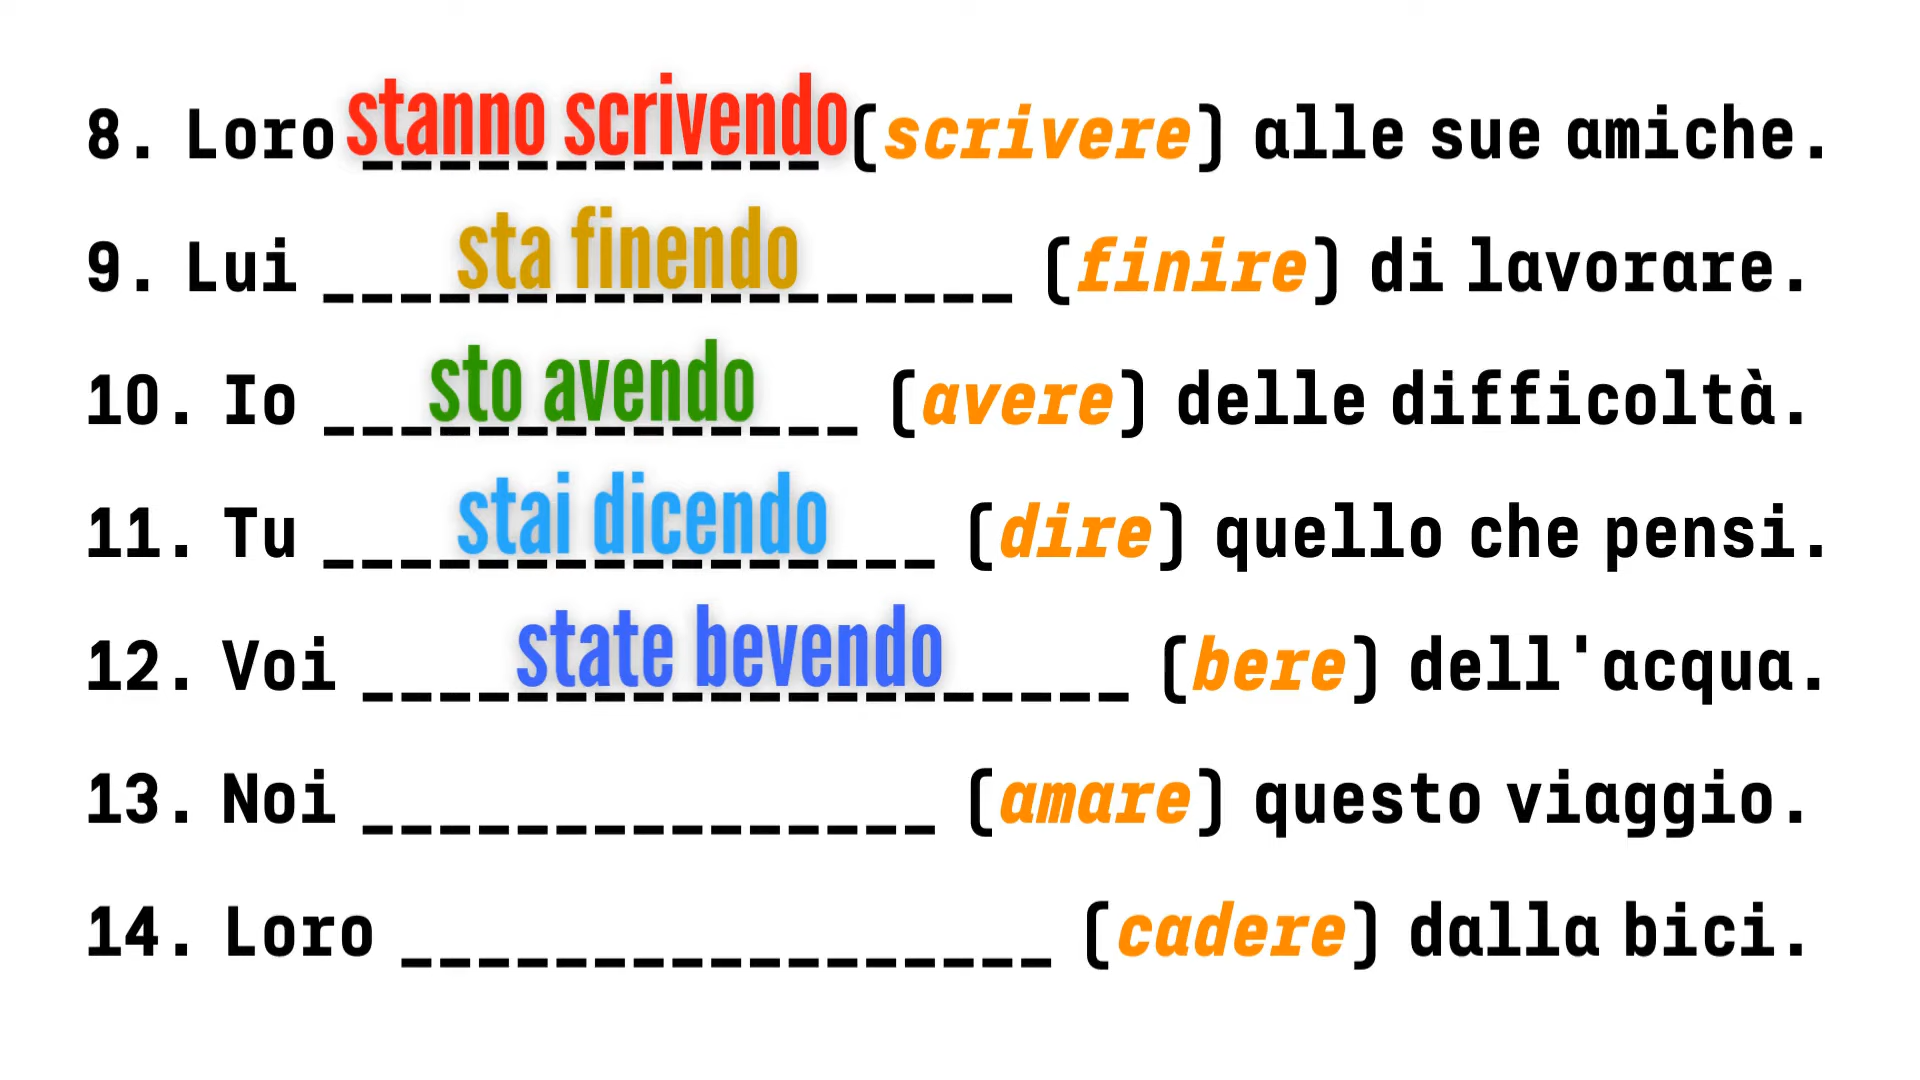 8. Loro stanno scrivendo (scrivere) alle sue amiche.
9. Lui sta finendo (finire) di lavorare.
10. Io sto avendo (avere) delle difficoltà.
11. Tu stai dicendo (dire) quello che pensi.
12. Voi state bevendo (bere) dell'acqua.
13. Noi _______________ (amare) questo viaggio.
14. Loro _________________ (cadere) dalla bici.